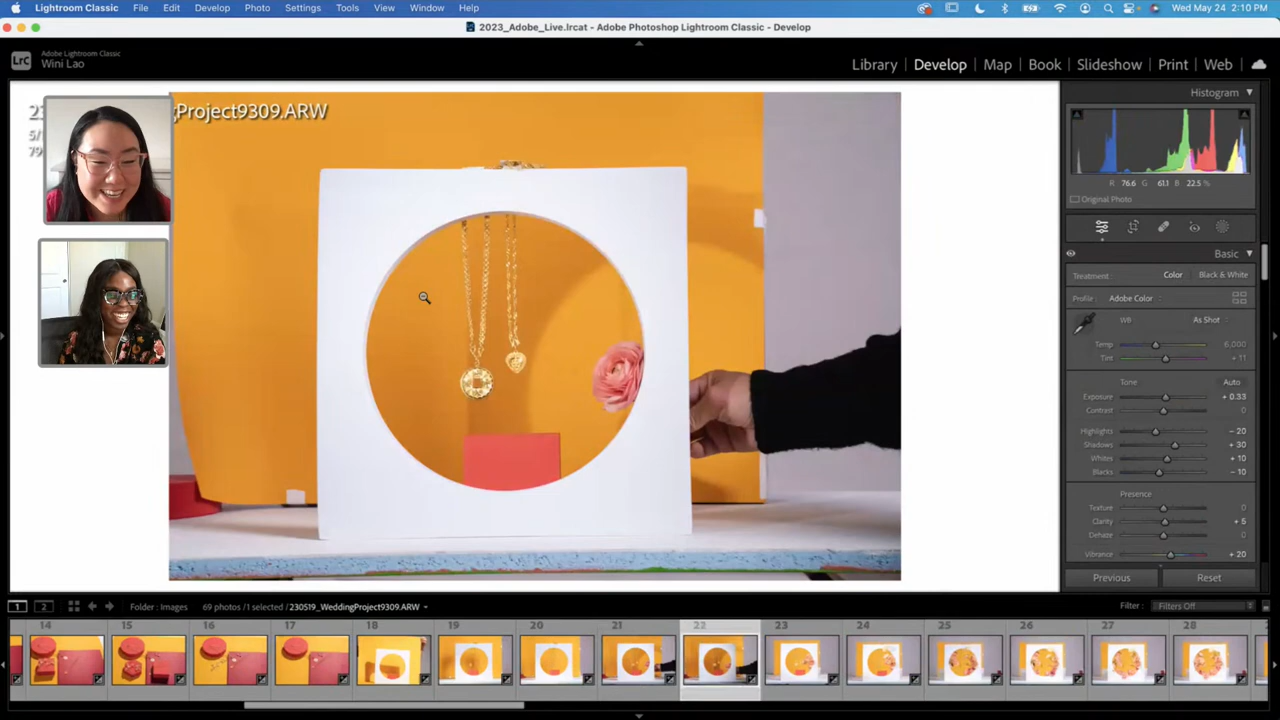 Lightroom Classic File Edit Develop Photo Settings Tools View Window Help Wed May 24 2:10 PM
2023_Adobe_Live.lrcat - Adobe Photoshop Lightroom Classic - Develop
LrC Adobe Lightroom Classic
Wini Lao
Library Develop Map Book Slideshow Print Web
gProject9309.ARW
Histogram
R 76.6 G 61.1 B 22.5 %
Original Photo
Basic
Treatment: Color Black & White
Profile: Adobe Color
WB As Shot
Temp 6,000
Tint + 11
Tone Auto
Exposure + 0.33
Contrast 0
Highlights - 20
Shadows + 30
Whites + 10
Blacks - 10
Presence
Texture 0
Clarity + 5
Dehaze 0
Vibrance + 20
Previous Reset
1 2 Folder : Images 69 photos / 1 selected / 230519_WeddingProject9309.ARW Filter : Filters Off
14 15 16 17 18 19 20 21 22 23 24 25 26 27 28